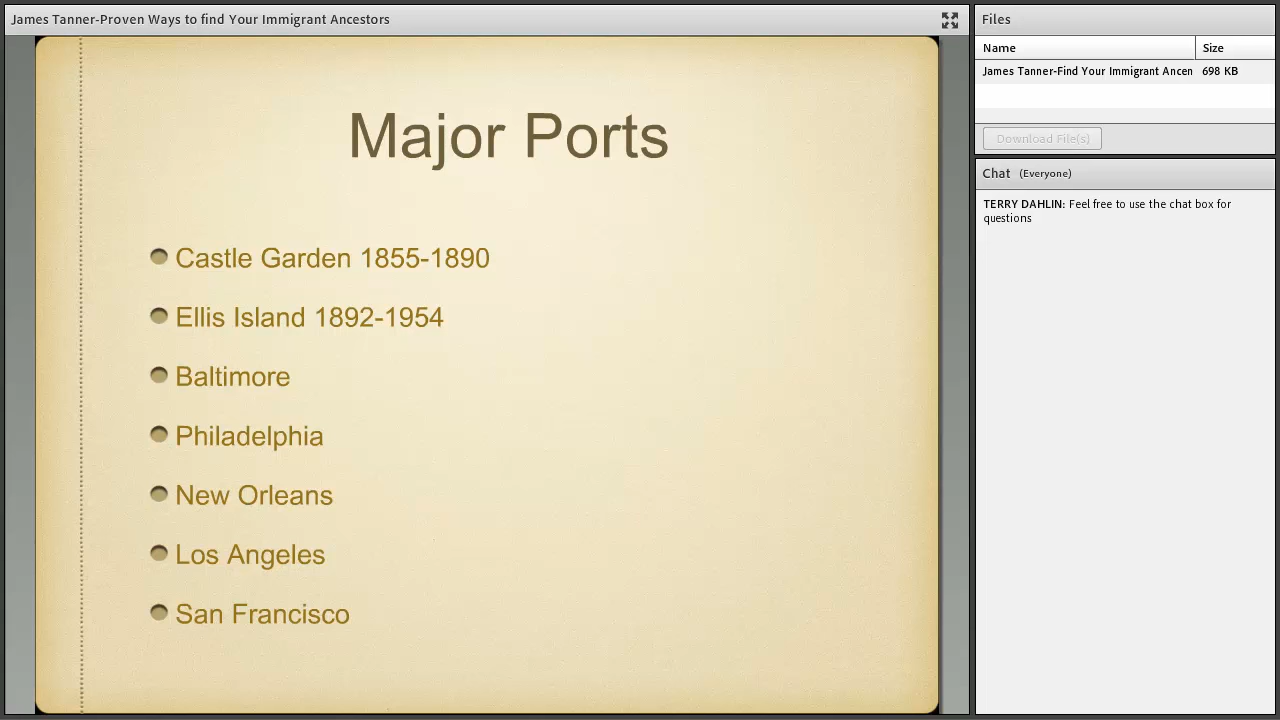 James Tanner-Proven Ways to find Your Immigrant Ancestors
Major Ports
Castle Garden 1855-1890
Ellis Island 1892-1954
Baltimore
Philadelphia
New Orleans
Los Angeles
San Francisco
Files
Name Size
James Tanner-Find Your Immigrant Ancen 698 KB
Download File(s)
Chat (Everyone)
TERRY DAHLIN: Feel free to use the chat box for
questions